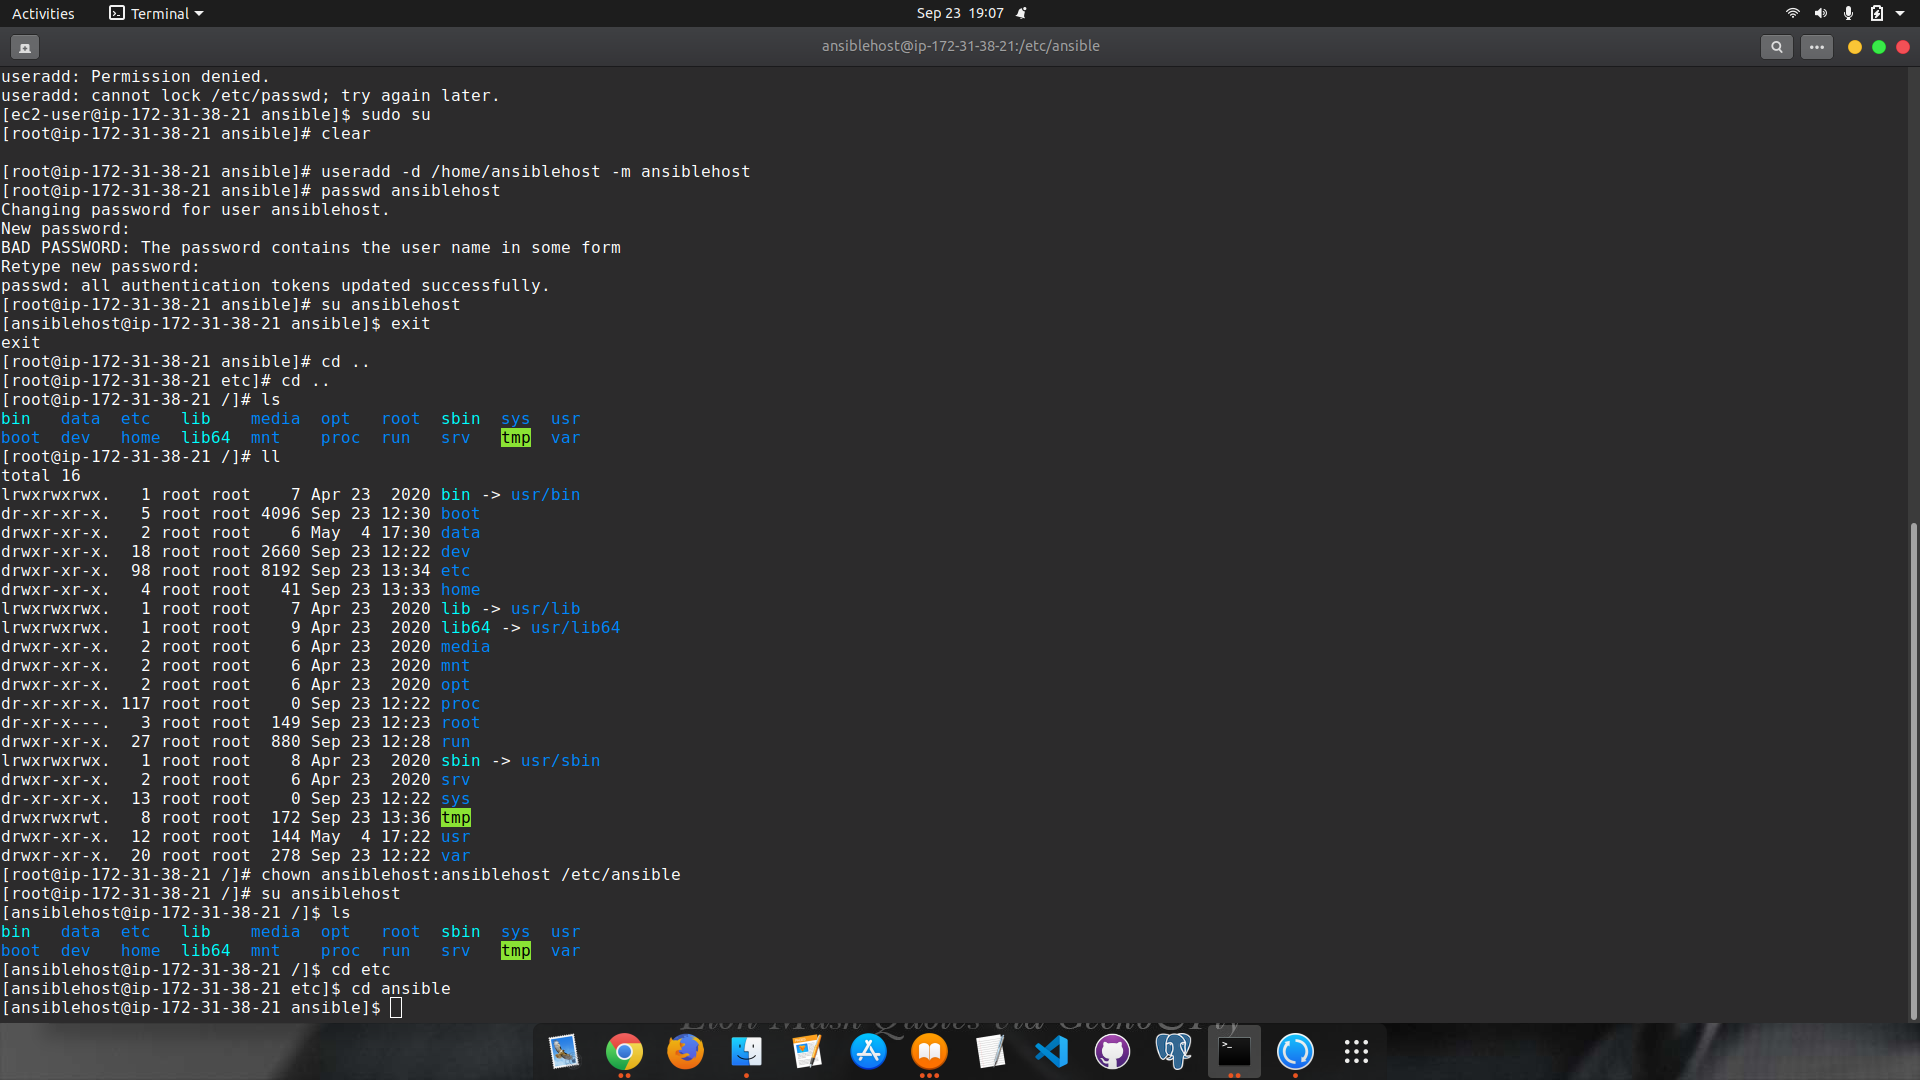 Activities Terminal Sep 23 19:07
ansiblehost@ip-172-31-38-21:/etc/ansible
useradd: Permission denied.
useradd: cannot lock /etc/passwd; try again later.
[ec2-user@ip-172-31-38-21 ansible]$ sudo su
[root@ip-172-31-38-21 ansible]# clear
[root@ip-172-31-38-21 ansible]# useradd -d /home/ansiblehost -m ansiblehost
[root@ip-172-31-38-21 ansible]# passwd ansiblehost
Changing password for user ansiblehost.
New password:
BAD PASSWORD: The password contains the user name in some form
Retype new password:
passwd: all authentication tokens updated successfully.
[root@ip-172-31-38-21 ansible]# su ansiblehost
[ansiblehost@ip-172-31-38-21 ansible]$ exit
exit
[root@ip-172-31-38-21 ansible]# cd ..
[root@ip-172-31-38-21 etc]# cd ..
[root@ip-172-31-38-21 /]# ls
bin data etc lib media opt root sbin sys usr
boot dev home lib64 mnt proc run srv tmp var
[root@ip-172-31-38-21 /]# ll
total 16
lrwxrwxrwx. 1 root root 7 Apr 23 2020 bin -> usr/bin
dr-xr-xr-x. 5 root root 4096 Sep 23 12:30 boot
drwxr-xr-x. 2 root root 6 May 4 17:30 data
drwxr-xr-x. 18 root root 2660 Sep 23 12:22 dev
drwxr-xr-x. 98 root root 8192 Sep 23 13:34 etc
drwxr-xr-x. 4 root root 41 Sep 23 13:33 home
lrwxrwxrwx. 1 root root 7 Apr 23 2020 lib -> usr/lib
lrwxrwxrwx. 1 root root 9 Apr 23 2020 lib64 -> usr/lib64
drwxr-xr-x. 2 root root 6 Apr 23 2020 media
drwxr-xr-x. 2 root root 6 Apr 23 2020 mnt
drwxr-xr-x. 2 root root 6 Apr 23 2020 opt
dr-xr-xr-x. 117 root root 0 Sep 23 12:22 proc
dr-xr-x---. 3 root root 149 Sep 23 12:23 root
drwxr-xr-x. 27 root root 880 Sep 23 12:28 run
lrwxrwxrwx. 1 root root 8 Apr 23 2020 sbin -> usr/sbin
drwxr-xr-x. 2 root root 6 Apr 23 2020 srv
dr-xr-xr-x. 13 root root 0 Sep 23 12:22 sys
drwxrwxrwt. 8 root root 172 Sep 23 13:36 tmp
drwxr-xr-x. 12 root root 144 May 4 17:22 usr
drwxr-xr-x. 20 root root 278 Sep 23 12:22 var
[root@ip-172-31-38-21 /]# chown ansiblehost:ansiblehost /etc/ansible
[root@ip-172-31-38-21 /]# su ansiblehost
[ansiblehost@ip-172-31-38-21 /]$ ls
bin data etc lib media opt root sbin sys usr
boot dev home lib64 mnt proc run srv tmp var
[ansiblehost@ip-172-31-38-21 /]$ cd etc
[ansiblehost@ip-172-31-38-21 etc]$ cd ansible
[ansiblehost@ip-172-31-38-21 ansible]$